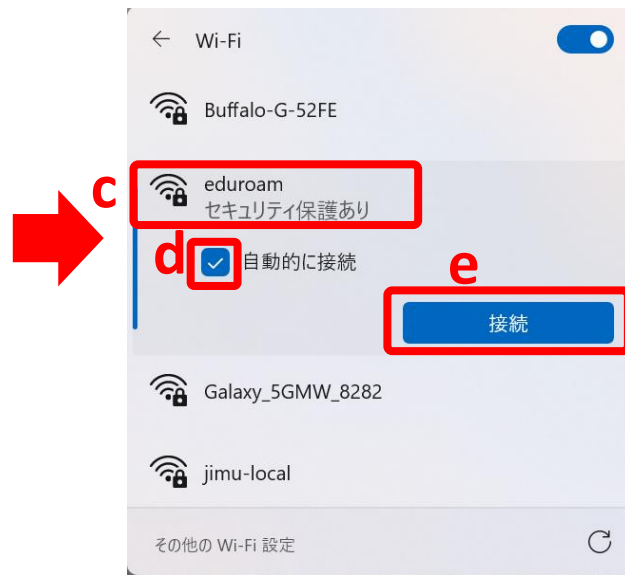 Wi-Fi
Buffalo-G-52FE
c
eduroam
セキュリティ保護あり
d
自動的に接続
e
接続
Galaxy_5GMW_8282
jimu-local
その他の Wi-Fi 設定